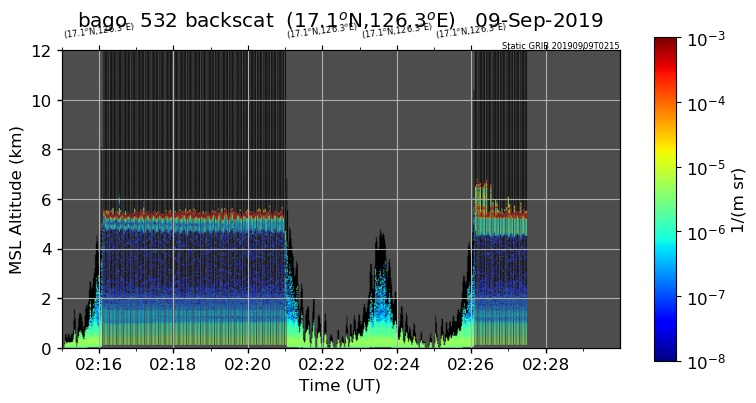 bago 532 backscat (17.1°N,126.3°E) 09-Sep-2019
(17.1°N,126.3°E) (17.1°N,126.3°E) (17.1°N,126.3°E) (17.1°N,126.3°E)
Static GRIB 20190909T0215
12
10
8
6
4
2
0
MSL Altitude (km)
02:16 02:18 02:20 02:22 02:24 02:26 02:28
Time (UT)
10⁻³
10⁻⁴
10⁻⁵
10⁻⁶
10⁻⁷
10⁻⁸
1/(m sr)